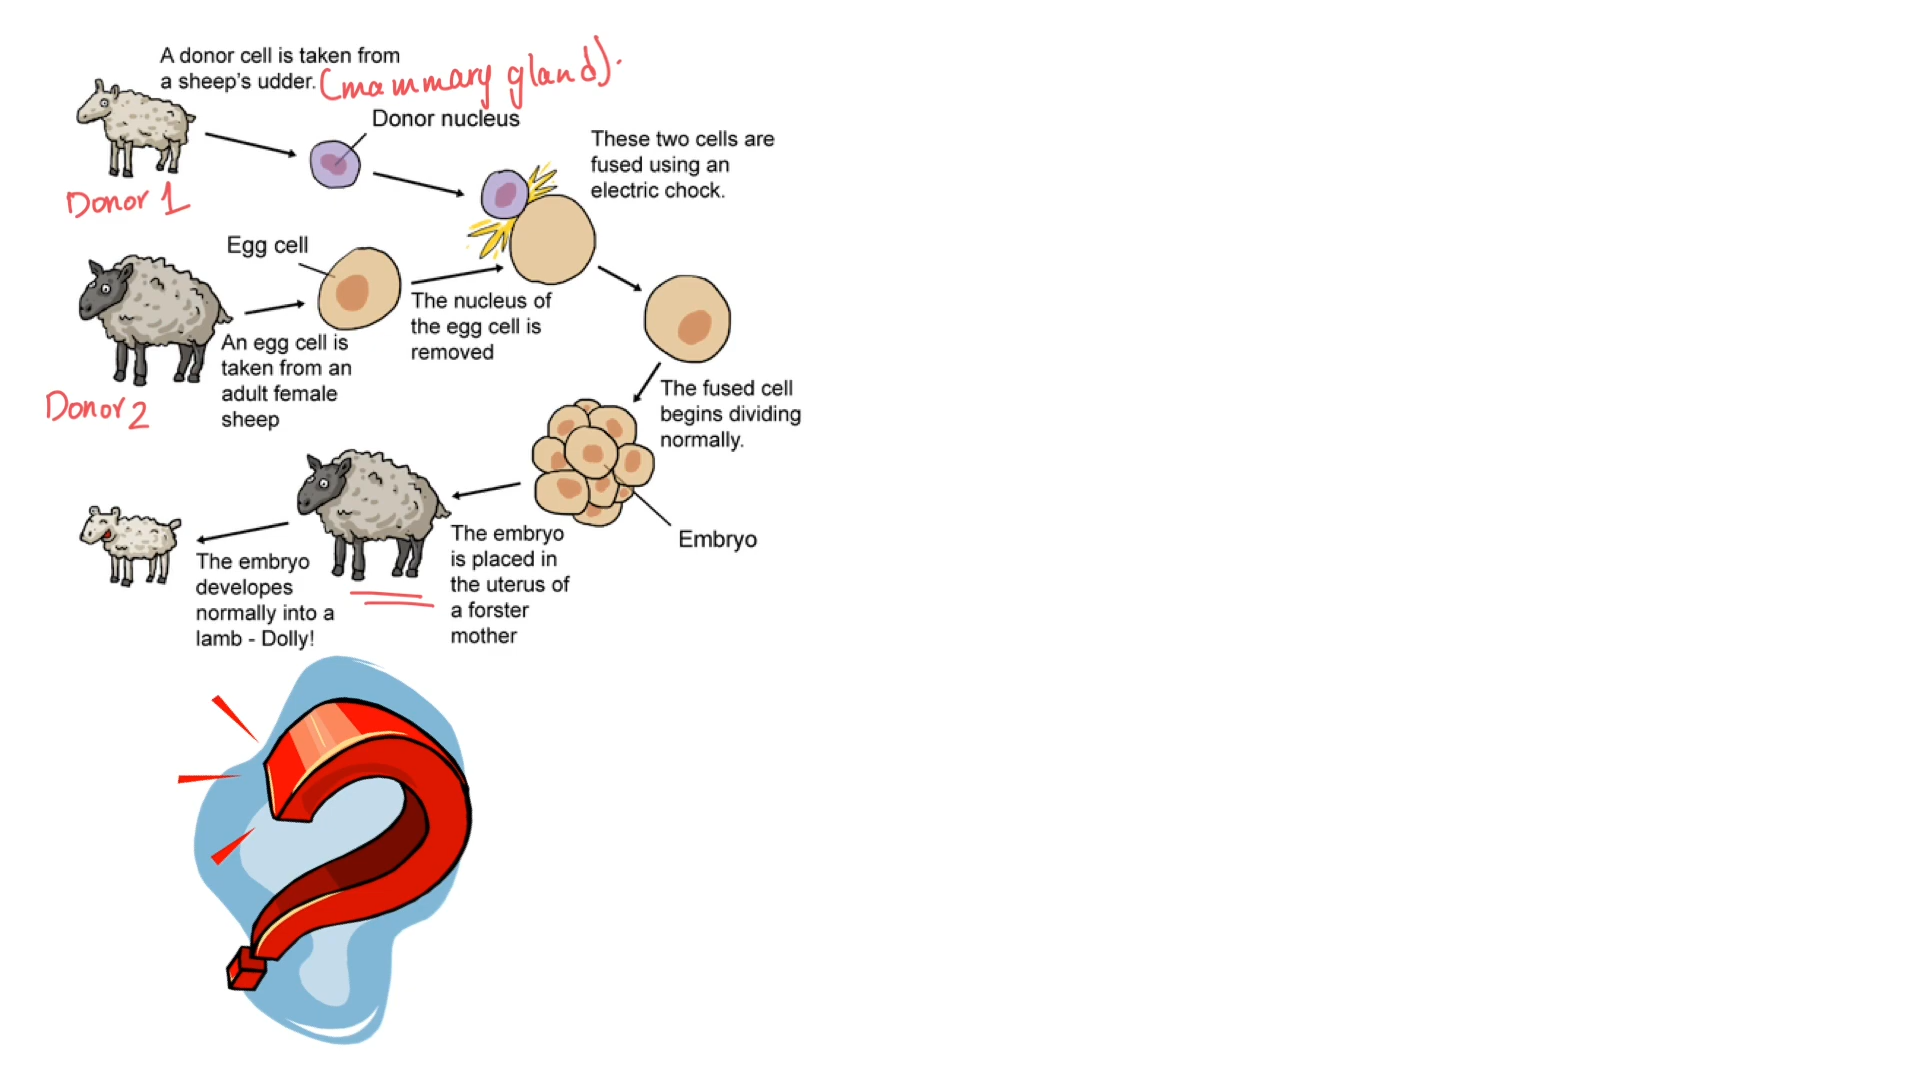 A donor cell is taken from
a sheep's udder. (mammary gland).
Donor nucleus
These two cells are
fused using an
electric chock.
Donor 1
Egg cell
The nucleus of
the egg cell is
removed
An egg cell is
taken from an
adult female
sheep
Donor 2
The fused cell
begins dividing
normally.
Embryo
The embryo
is placed in
the uterus of
a forster
mother
The embryo
developes
normally into a
lamb - Dolly!